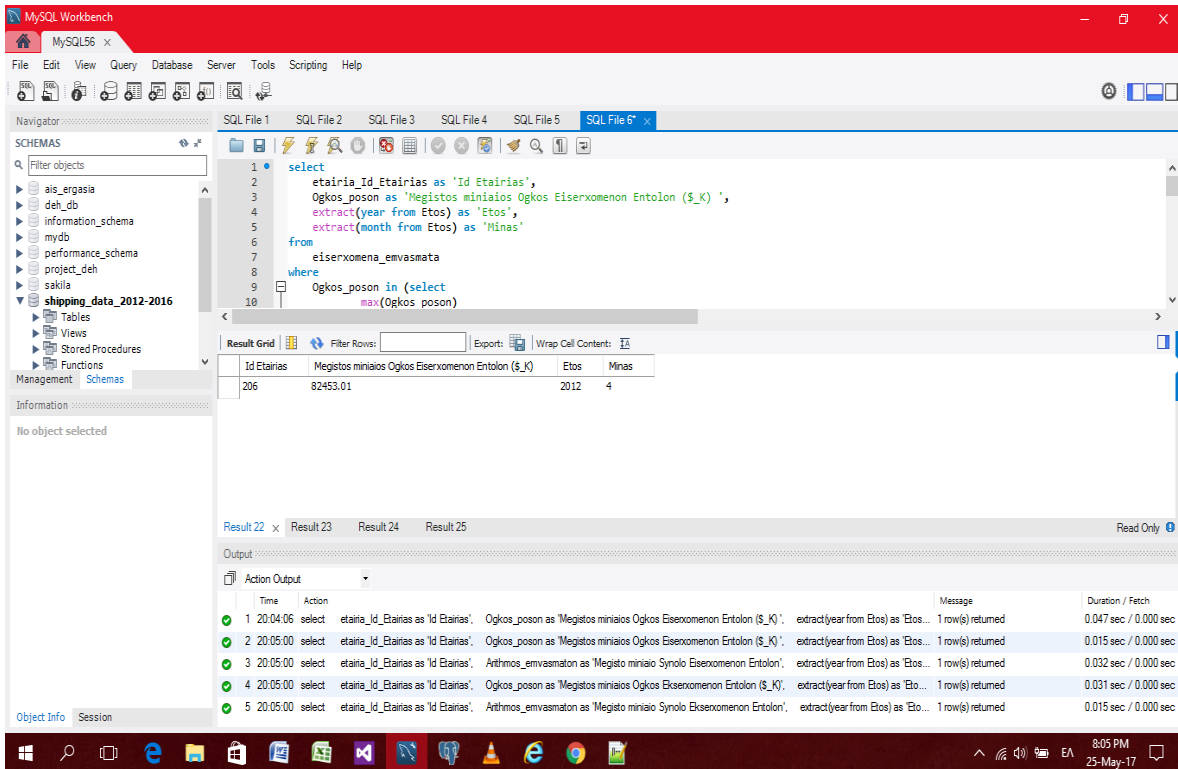 MySQL Workbench
MySQL56
File Edit View Query Database Server Tools Scripting Help
Navigator
SCHEMAS
Filter objects
ais_ergasia
deh_db
information_schema
mydb
performance_schema
project_deh
sakila
shipping_data_2012-2016
Tables
Views
Stored Procedures
Functions
Management Schemas
Information
No object selected
Object Info Session
SQL File 1 SQL File 2 SQL File 3 SQL File 4 SQL File 5 SQL File 6*
1 select
2 etairia_Id_Etairias as 'Id Etairias',
3 Ogkos_poson as 'Megistos miniaios Ogkos Eiserxomenon Entolon ($_K) ',
4 extract(year from Etos) as 'Etos',
5 extract(month from Etos) as 'Minas'
6 from
7 eiserxomena_emvasmata
8 where
9 Ogkos_poson in (select
10 max(Ogkos_poson)
Result Grid Filter Rows: Export: Wrap Cell Content:
Id Etairias Megistos miniaios Ogkos Eiserxomenon Entolon ($_K) Etos Minas
206 82453.01 2012 4
Result 22 Result 23 Result 24 Result 25 Read Only
Output
Action Output
Time Action Message Duration / Fetch
1 20:04:06 select etairia_Id_Etairias as 'Id Etairias', Ogkos_poson as 'Megistos miniaios Ogkos Eiserxomenon Entolon ($_K) ', extract(year from Etos) as 'Etos... 1 row(s) returned 0.047 sec / 0.000 sec
2 20:05:00 select etairia_Id_Etairias as 'Id Etairias', Ogkos_poson as 'Megistos miniaios Ogkos Eiserxomenon Entolon ($_K) ', extract(year from Etos) as 'Etos... 1 row(s) returned 0.015 sec / 0.000 sec
3 20:05:00 select etairia_Id_Etairias as 'Id Etairias', Arithmos_emvasmaton as 'Megisto miniaio Synolo Eiserxomenon Entolon', extract(year from Etos) as 'Etos... 1 row(s) returned 0.032 sec / 0.000 sec
4 20:05:00 select etairia_Id_Etairias as 'Id Etairias', Ogkos_poson as 'Megistos miniaios Ogkos Ekserxomenon Entolon ($_K)', extract(year from Etos) as 'Eto... 1 row(s) returned 0.031 sec / 0.000 sec
5 20:05:00 select etairia_Id_Etairias as 'Id Etairias', Arithmos_emvasmaton as 'Megisto miniaio Synolo Ekserxomenon Entolon', extract(year from Etos) as 'Eto... 1 row(s) returned 0.015 sec / 0.000 sec
ΕΛ
8:05 PM
25-May-17